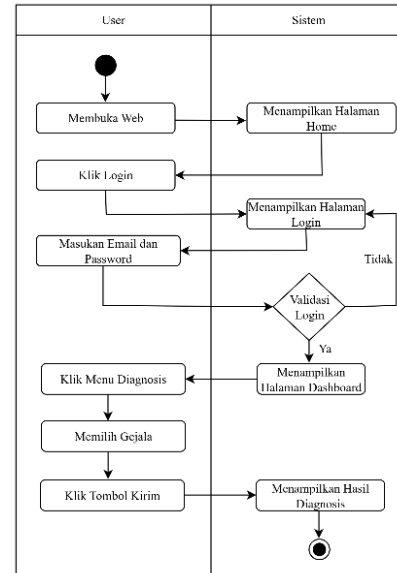 User
Sistem
Membuka Web
Menampilkan Halaman
Home
Klik Login
Menampilkan Halaman
Login
Masukan Email dan
Password
Tidak
Validasi
Login
Ya
Klik Menu Diagnosis
Menampilkan
Halaman Dashboard
Memilih Gejala
Klik Tombol Kirim
Menampilkan Hasil
Diagnosis